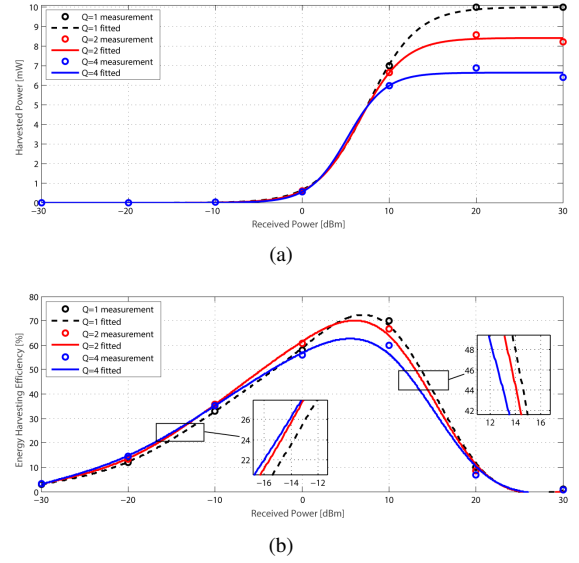 10
9
8
7
6
5
4
3
2
1
0
Harvested Power [mW]
Q=1 measurement
Q=1 fitted
Q=2 measurement
Q=2 fitted
Q=4 measurement
Q=4 fitted
−30 −20 −10 0 10 20 30
Received Power [dBm]
(a)
80
70
60
50
40
30
20
10
0
Energy Harvesting Efficiency [%]
Q=1 measurement
Q=1 fitted
Q=2 measurement
Q=2 fitted
Q=4 measurement
Q=4 fitted
26
24
22
−16 −14 −12
48
46
44
42
12 14 16
−30 −20 −10 0 10 20 30
Received Power [dBm]
(b)